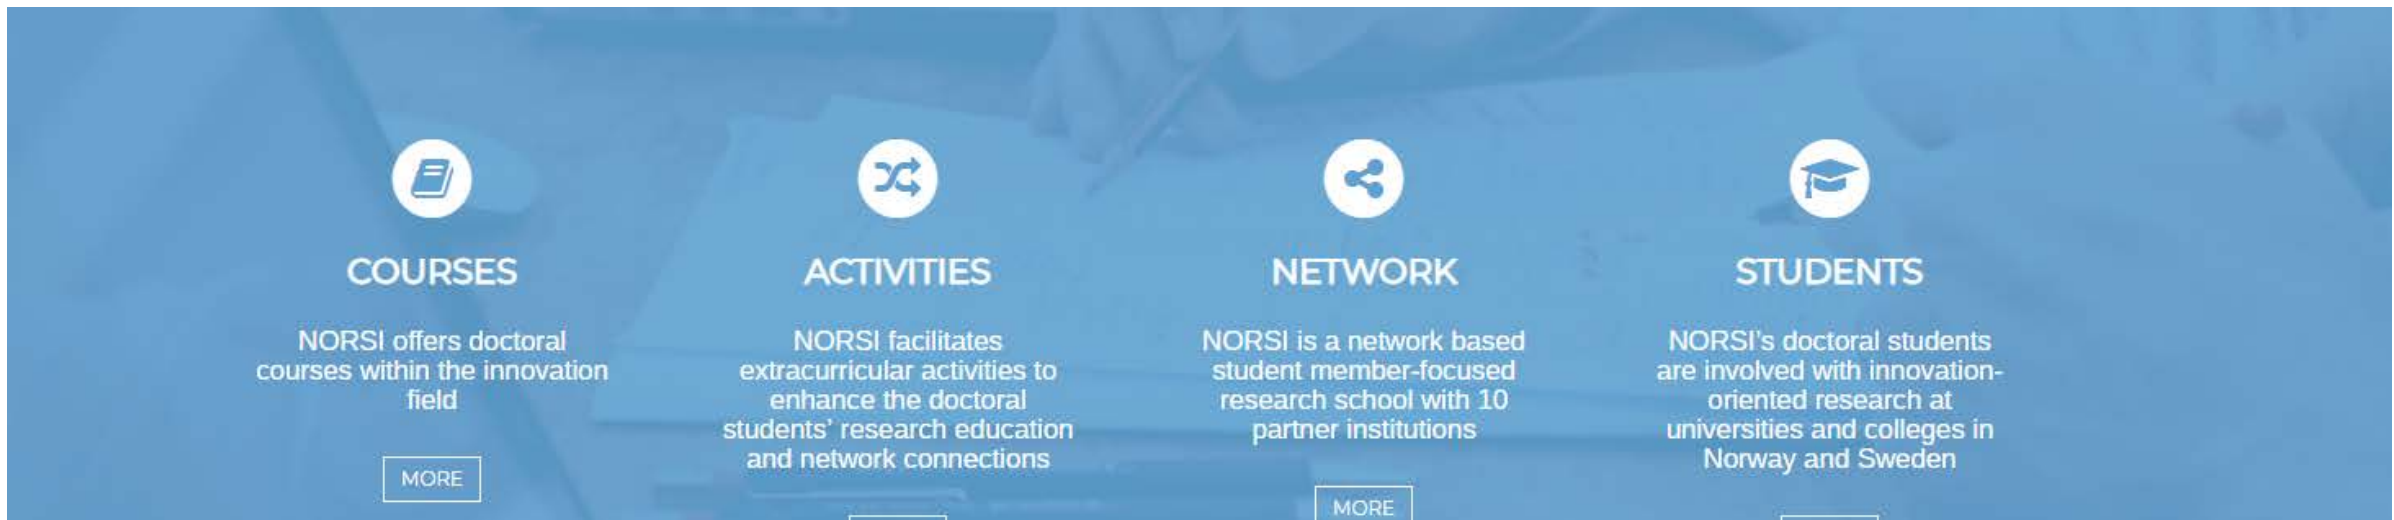 COURSES
NORSI offers doctoral
courses within the innovation
field
MORE
ACTIVITIES
NORSI facilitates
extracurricular activities to
enhance the doctoral
students’ research education
and network connections
NETWORK
NORSI is a network based
student member-focused
research school with 10
partner institutions
MORE
STUDENTS
NORSI's doctoral students
are involved with innovation-
oriented research at
universities and colleges in
Norway and Sweden